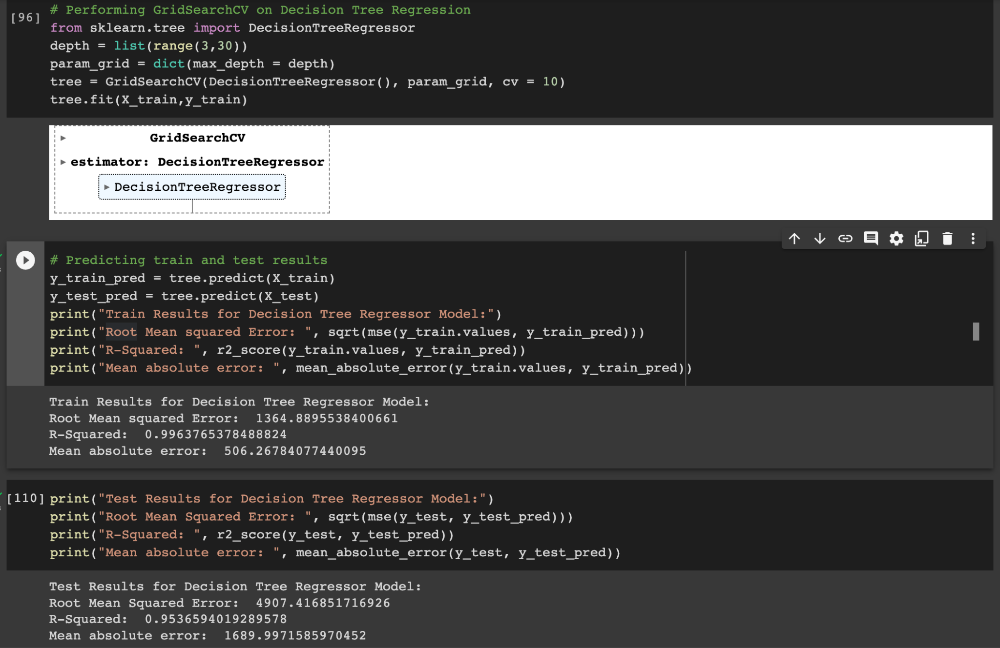 [96]
# Performing GridSearchCV on Decision Tree Regression
from sklearn.tree import DecisionTreeRegressor
depth = list(range(3,30))
param_grid = dict(max_depth = depth)
tree = GridSearchCV(DecisionTreeRegressor(), param_grid, cv = 10)
tree.fit(X_train,y_train)
GridSearchCV
estimator: DecisionTreeRegressor
DecisionTreeRegressor
# Predicting train and test results
y_train_pred = tree.predict(X_train)
y_test_pred = tree.predict(X_test)
print("Train Results for Decision Tree Regressor Model:")
print("Root Mean squared Error: ", sqrt(mse(y_train.values, y_train_pred)))
print("R-Squared: ", r2_score(y_train.values, y_train_pred))
print("Mean absolute error: ", mean_absolute_error(y_train.values, y_train_pred))
Train Results for Decision Tree Regressor Model:
Root Mean squared Error:  1364.8895538400661
R-Squared:  0.9963765378488824
Mean absolute error:  506.26784077440095
[110] print("Test Results for Decision Tree Regressor Model:")
print("Root Mean Squared Error: ", sqrt(mse(y_test, y_test_pred)))
print("R-Squared: ", r2_score(y_test, y_test_pred))
print("Mean absolute error: ", mean_absolute_error(y_test, y_test_pred))
Test Results for Decision Tree Regressor Model:
Root Mean Squared Error:  4907.416851716926
R-Squared:  0.9536594019289578
Mean absolute error:  1689.9971585970452